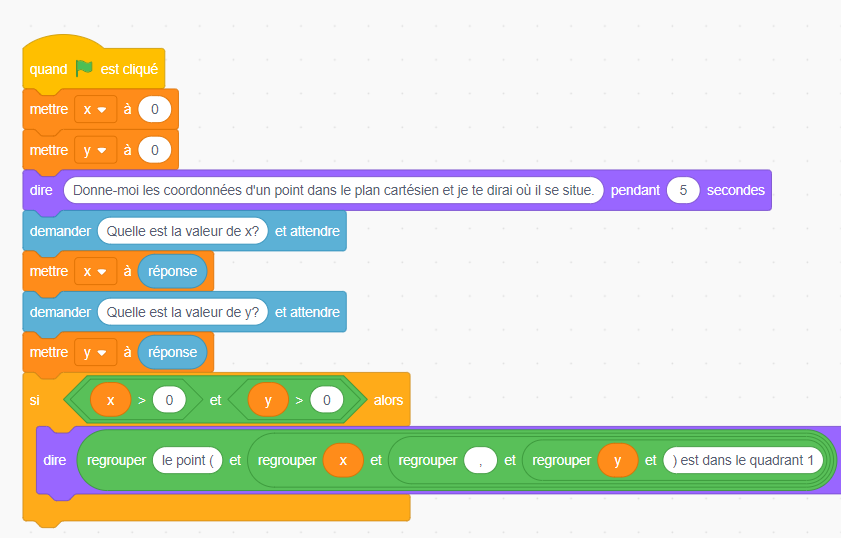 quand est cliqué
mettre x à 0
mettre y à 0
dire Donne-moi les coordonnées d'un point dans le plan cartésien et je te dirai où il se situe. pendant 5 secondes
demander Quelle est la valeur de x? et attendre
mettre x à réponse
demander Quelle est la valeur de y? et attendre
mettre y à réponse
si x > 0 et y > 0 alors
dire regrouper le point ( et regrouper x et regrouper , et regrouper y et ) est dans le quadrant 1